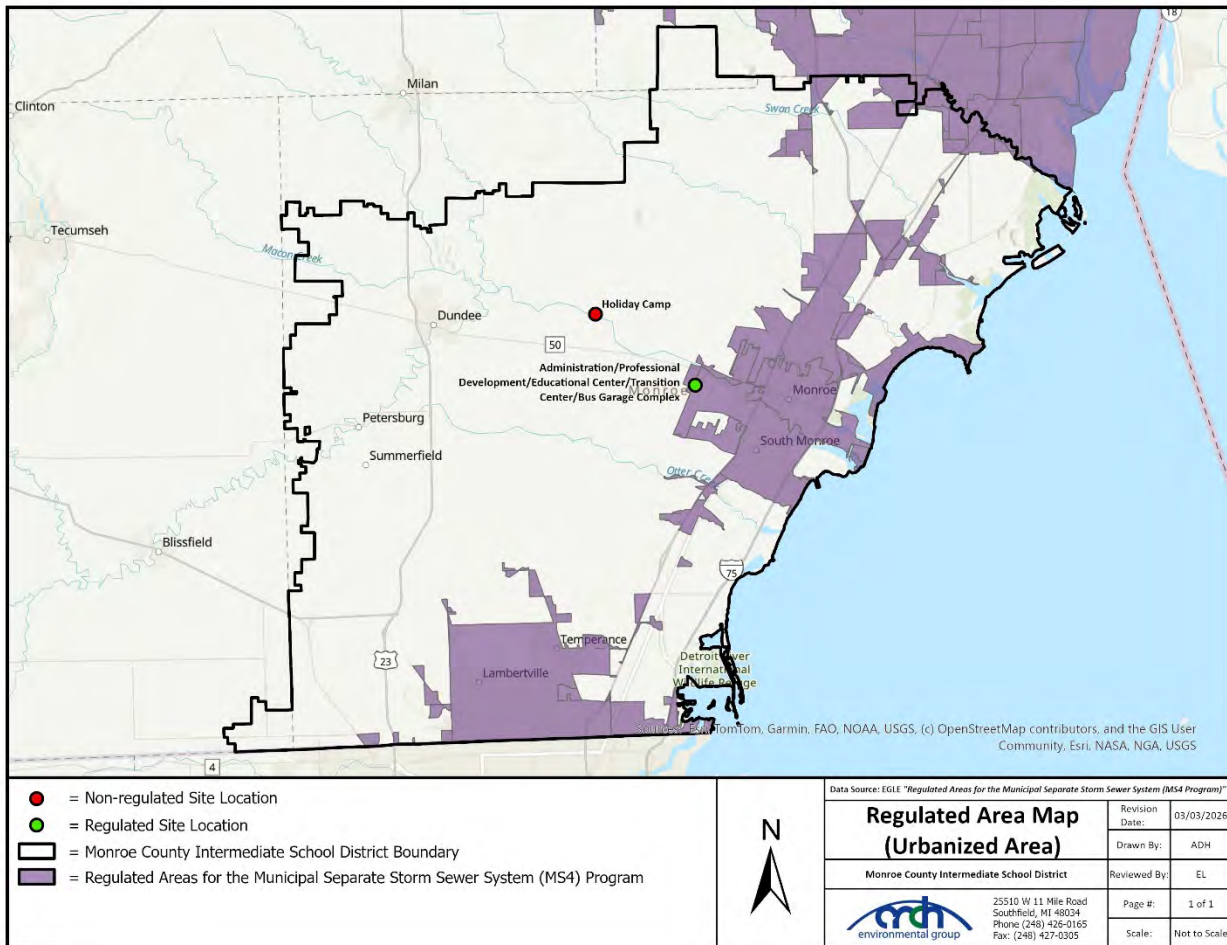 18
Milan
Clinton
Swan Creek
Tecumseh
Macon Creek
Holiday Camp
Dundee
50
Administration/Professional
Development/Educational Center/Transition
Center/Bus Garage Complex
Monroe
Monroe
Petersburg
South Monroe
Summerfield
Otter Creek
Blissfield
75
Temperance
23
Lambertville
Detroit River
International
Wildlife Refuge
Sources: Esri, TomTom, Garmin, FAO, NOAA, USGS, (c) OpenStreetMap contributors, and the GIS User
Community, Esri, NASA, NGA, USGS
4
= Non-regulated Site Location
= Regulated Site Location
= Monroe County Intermediate School District Boundary
= Regulated Areas for the Municipal Separate Storm Sewer System (MS4) Program
N
Data Source: EGLE "Regulated Areas for the Municipal Separate Storm Sewer System (MS4 Program)"
Regulated Area Map
(Urbanized Area)
Monroe County Intermediate School District
Revision Date: 03/03/2026
Drawn By: ADH
Reviewed By: EL
Page #: 1 of 1
Scale: Not to Scale
mch
environmental group
25510 W 11 Mile Road
Southfield, MI 48034
Phone (248) 426-0165
Fax: (248) 427-0305